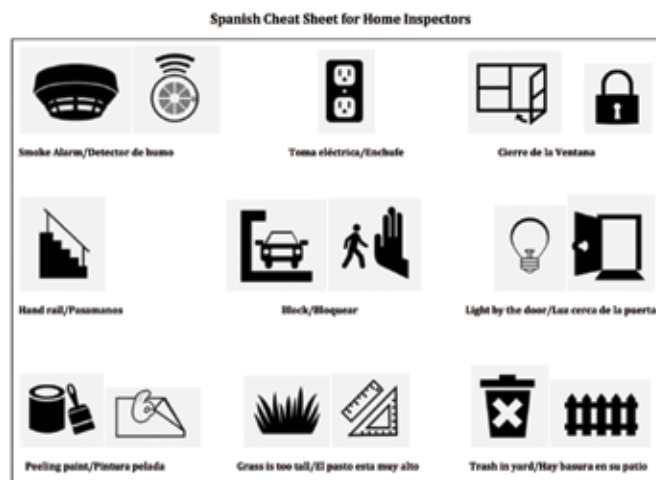 Spanish Cheat Sheet for Home Inspectors
Smoke Alarm/Detector de humo
Toma eléctrica/Enchufe
Cierre de la Ventana
Hand rail/Pasamanos
Block/Bloquear
Light by the door/Luz cerca de la puerta
Peeling paint/Pintura pelada
Grass is too tall/El pasto esta muy alto
Trash in yard/Hay basura en su patio